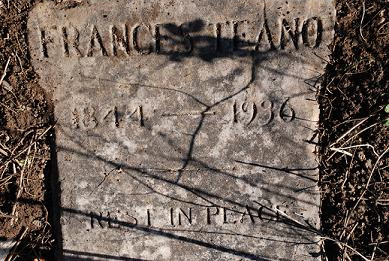 FRANCES TEANO
1844 — 1936
REST IN PEACE